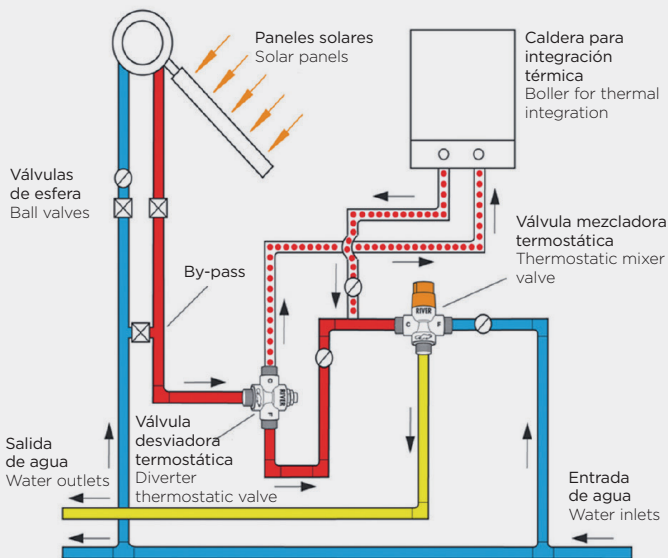 Paneles solares
Solar panels
Caldera para
integración
térmica
Boller for thermal
integration
Válvulas
de esfera
Ball valves
Válvula mezcladora
termostática
Thermostatic mixer
valve
By-pass
RIVER
C
F
C
RIVER
F
Válvula
desviadora
termostática
Diverter
thermostatic valve
Salida
de agua
Water outlets
Entrada
de agua
Water inlets